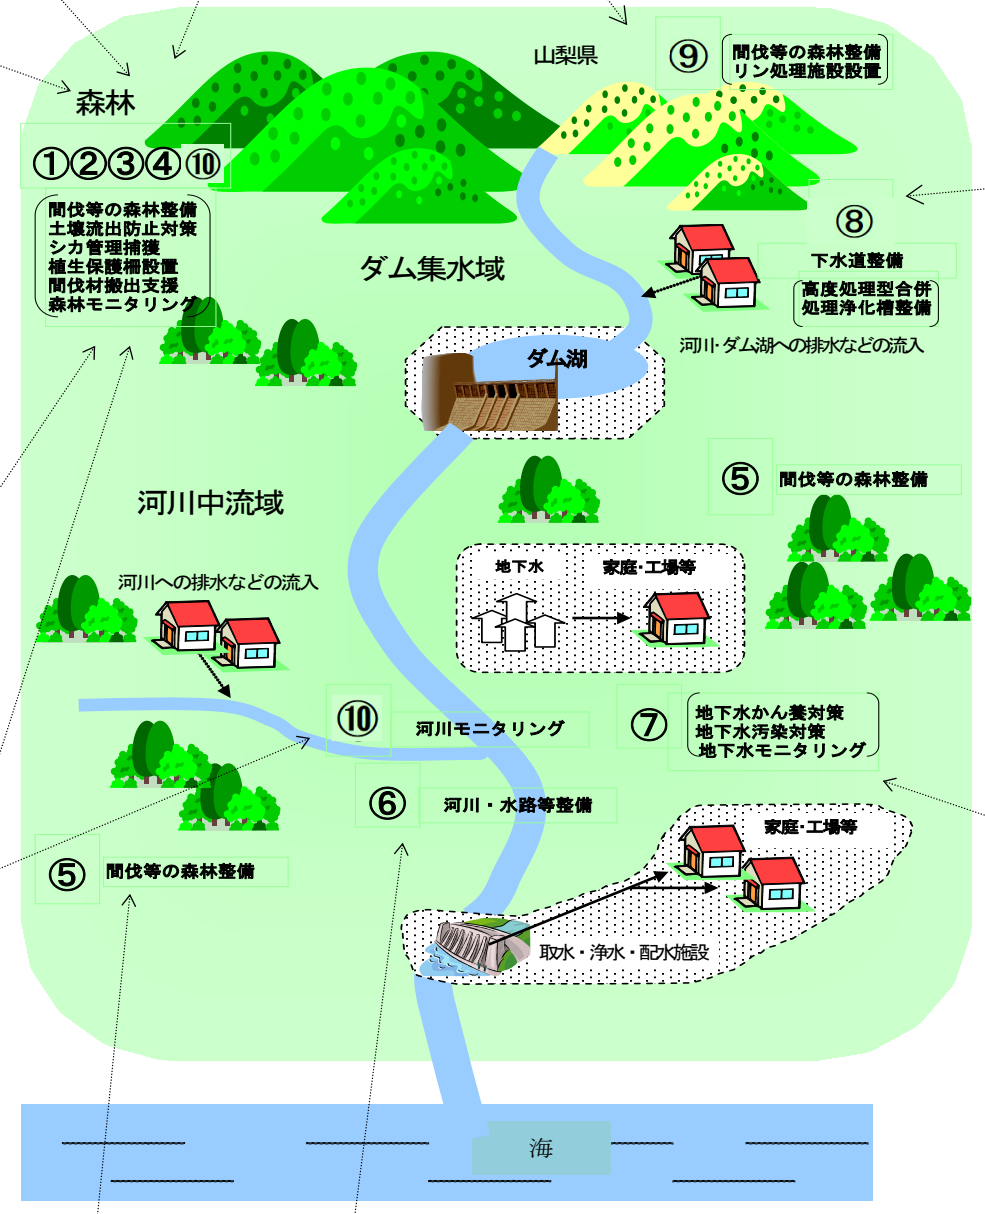 山梨県
⑨
間伐等の森林整備
リン処理施設設置
森林
①②③④⑩
間伐等の森林整備
土壌流出防止対策
シカ管理捕獲
植生保護柵設置
間伐材搬出支援
森林モニタリング
ダム集水域
⑧
下水道整備
高度処理型合併
処理浄化槽整備
河川・ダム湖への排水などの流入
ダム湖
⑤
間伐等の森林整備
河川中流域
河川への排水などの流入
地下水
家庭・工場等
⑩
河川モニタリング
⑦
地下水かん養対策
地下水汚染対策
地下水モニタリング
⑥
河川・水路等整備
家庭・工場等
⑤
間伐等の森林整備
取水・浄水・配水施設
海